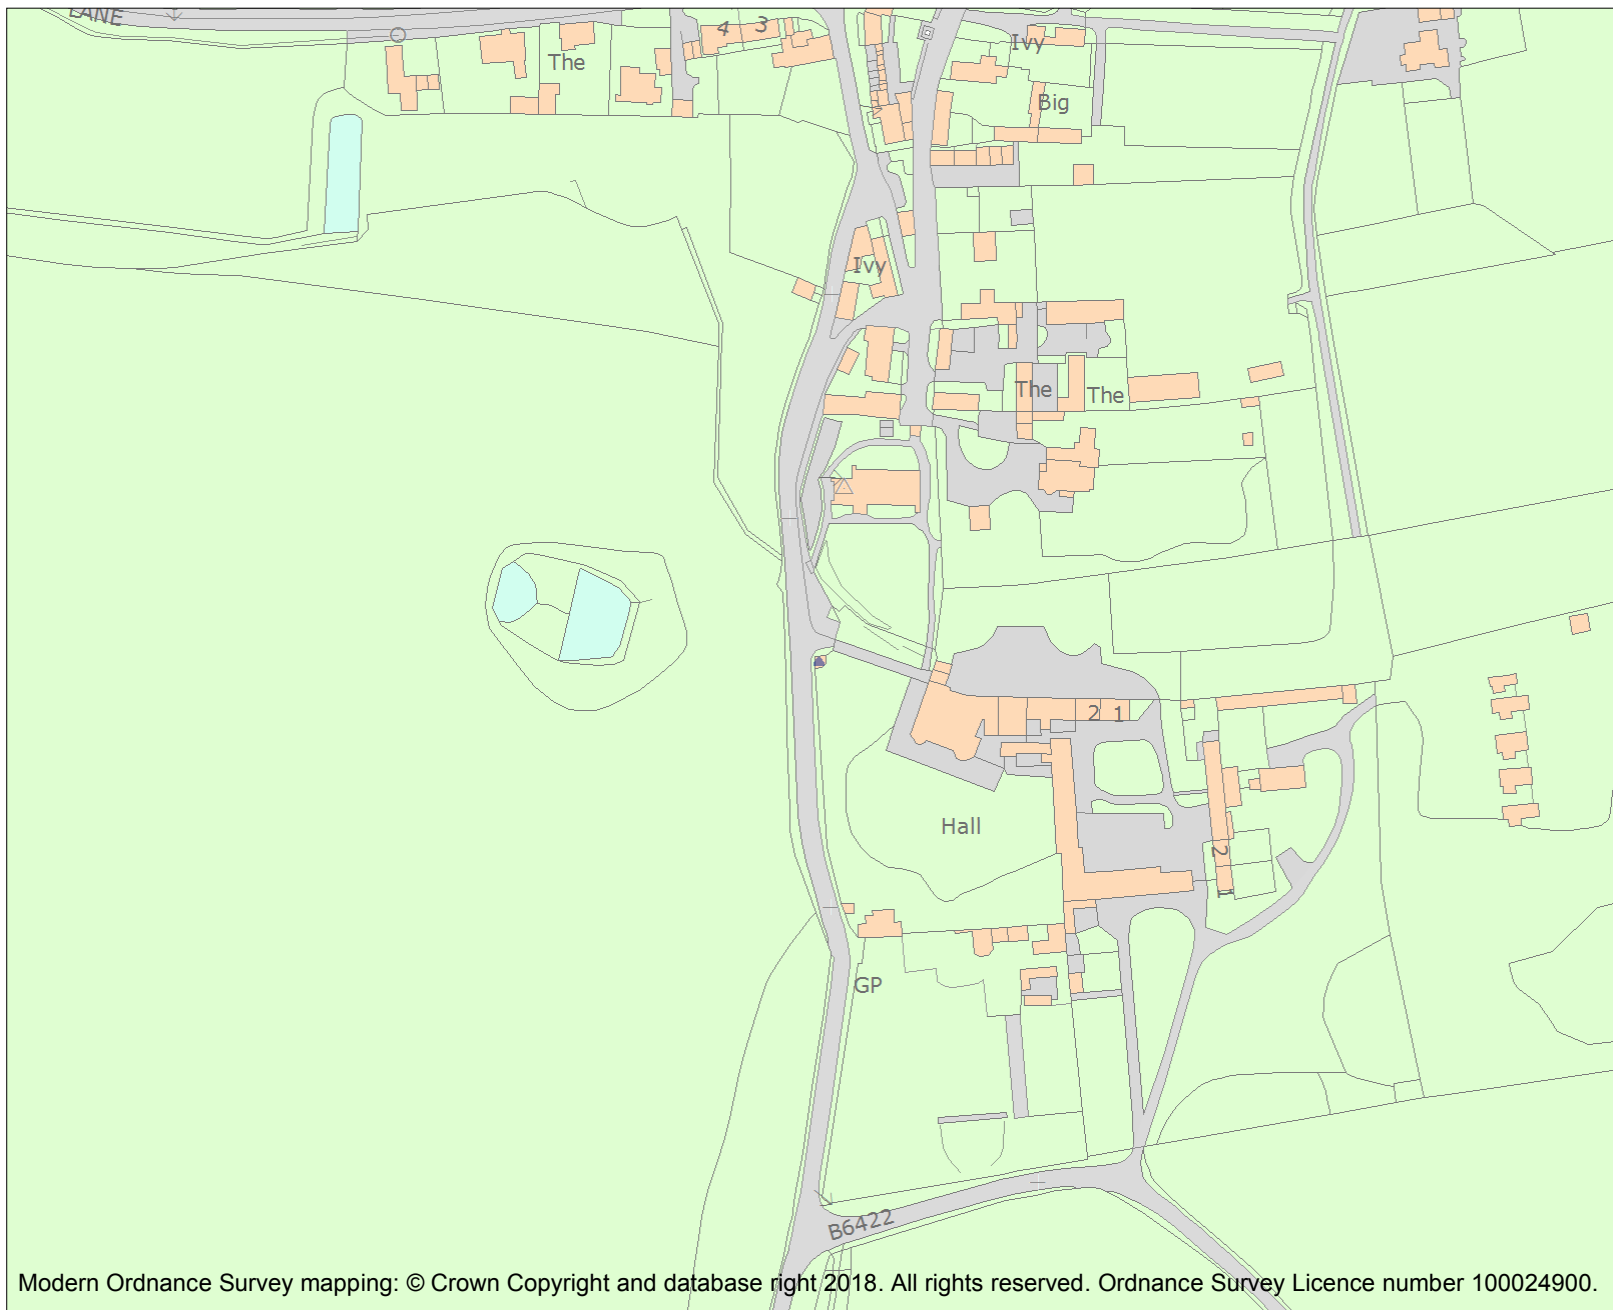 LANE
4 3
The
Ivy
Big
Ivy
The
The
2 1
Hall
2
1
GP
B6422
Modern Ordnance Survey mapping: © Crown Copyright and database right 2018. All rights reserved. Ordnance Survey Licence number 100024900.